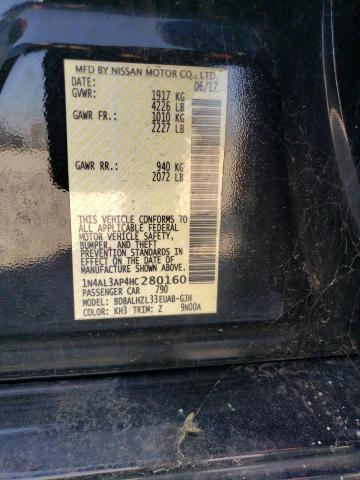 MFD BY NISSAN MOTOR CO., LTD.
DATE: 06/17
GVWR: 1917 KG
4226 LB
GAWR FR.: 1010 KG
2227 LB
GAWR RR.: 940 KG
2072 LB
THIS VEHICLE CONFORMS TO
ALL APPLICABLE FEDERAL
MOTOR VEHICLE SAFETY,
BUMPER, AND THEFT
PREVENTION STANDARDS
IN EFFECT ON THE DATE OF
MANUFACTURE SHOWN ABOVE.
1N4AL3AP4HC280160
PASSENGER CAR 790
MODEL: BDBALHZL33EUAB-GJH
COLOR: KH3 TRIM: Z 9N00A